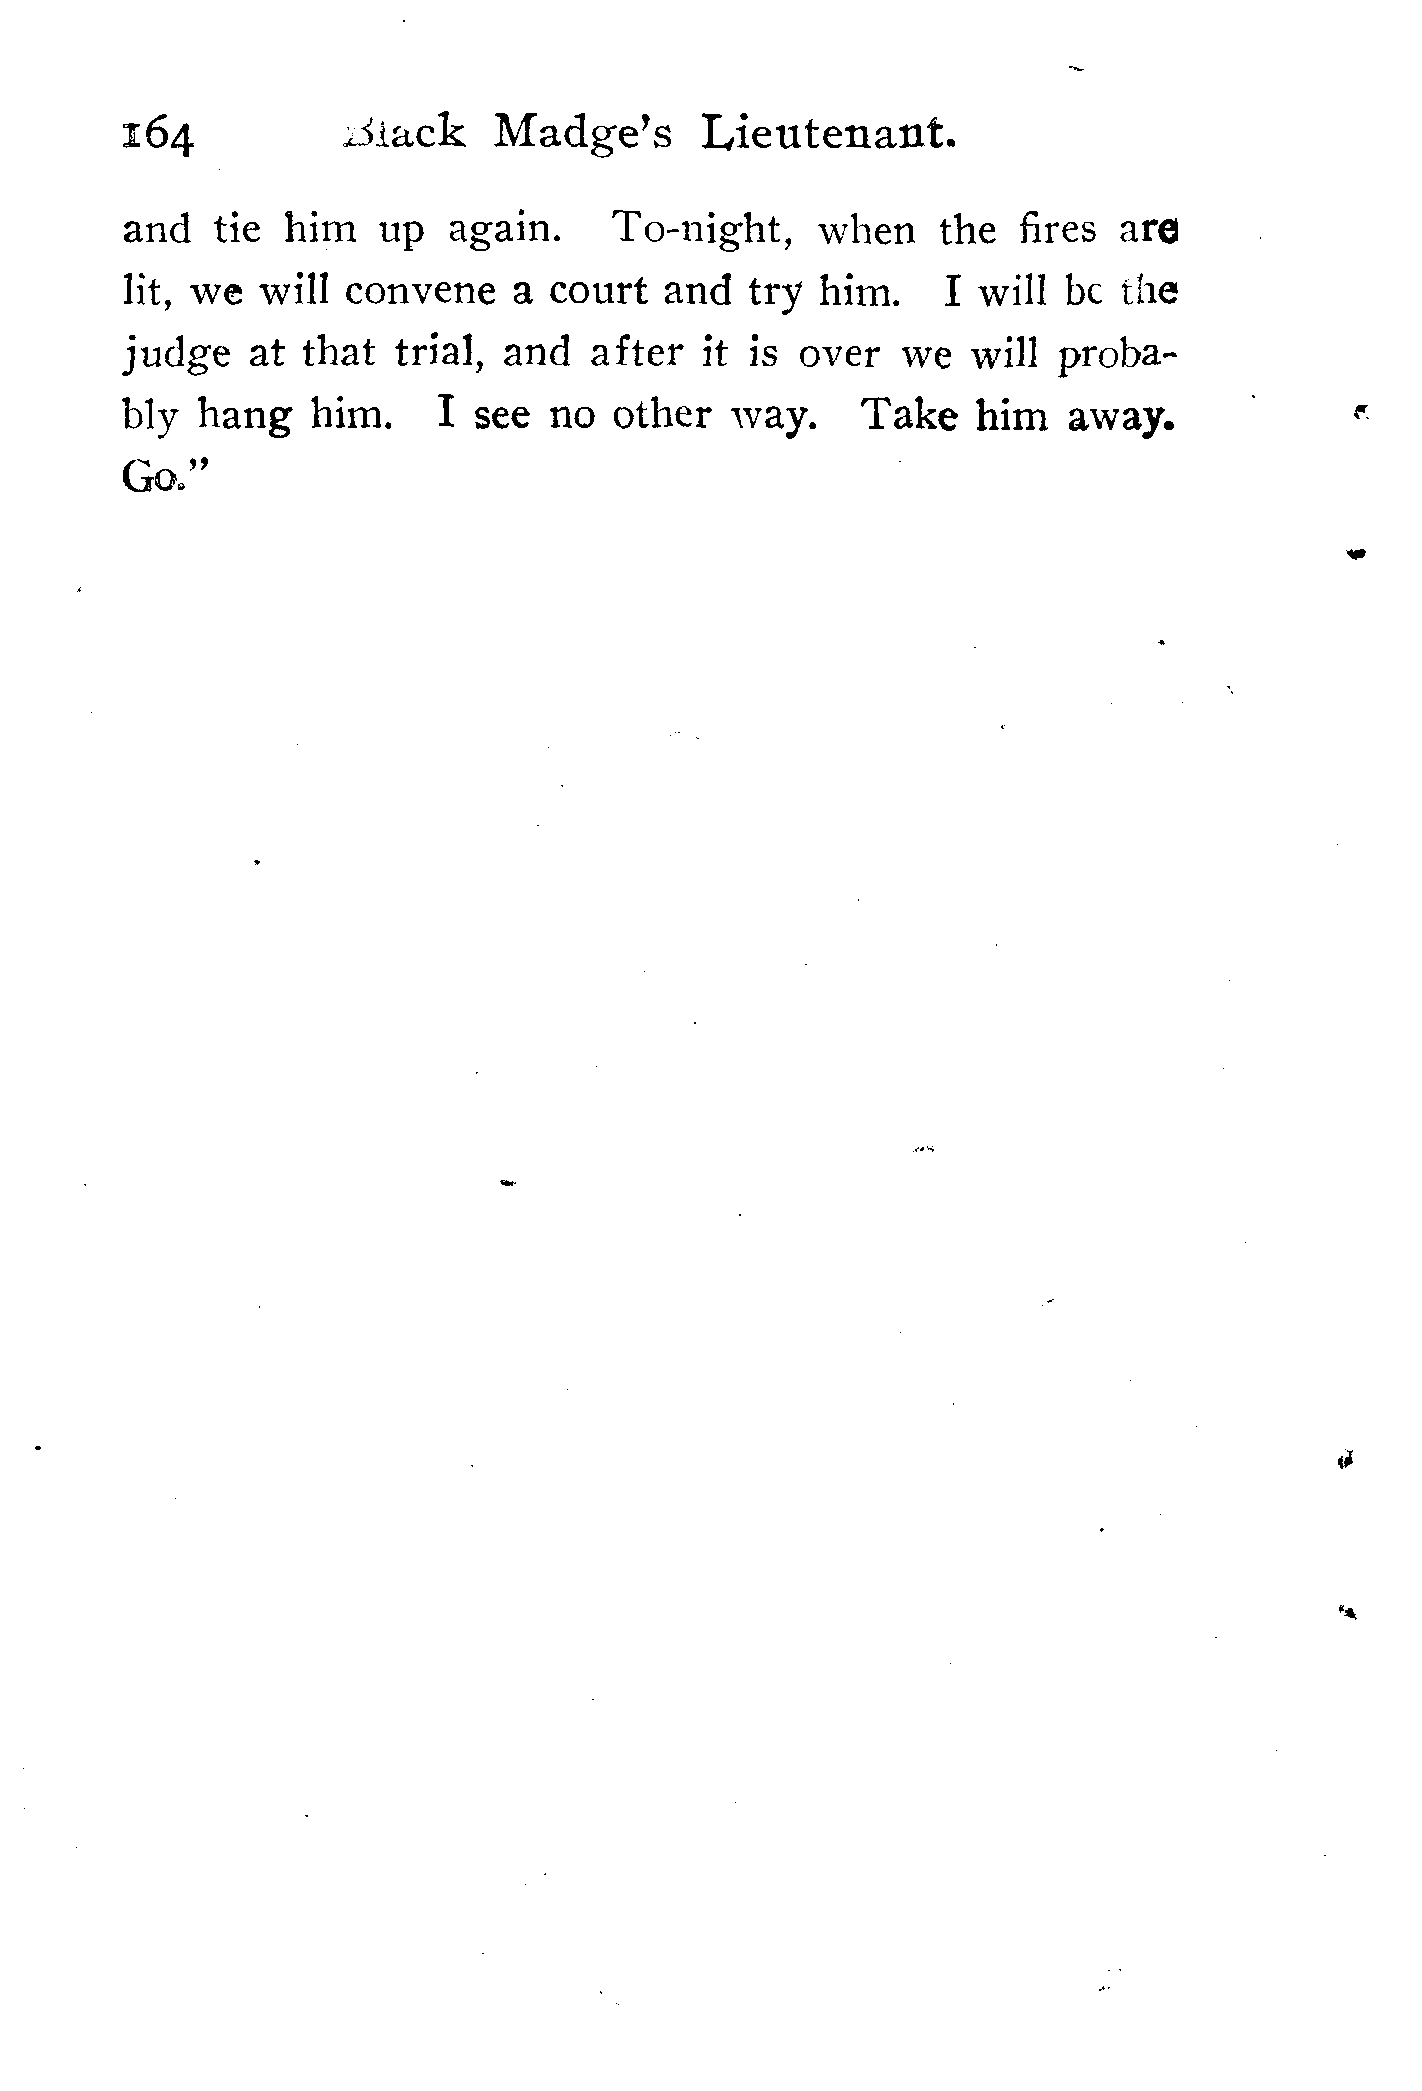 164 Black Madge's Lieutenant.
and tie him up again. To-night, when the fires are
lit, we will convene a court and try him. I will be the
judge at that trial, and after it is over we will proba-
bly hang him. I see no other way. Take him away.
Go."